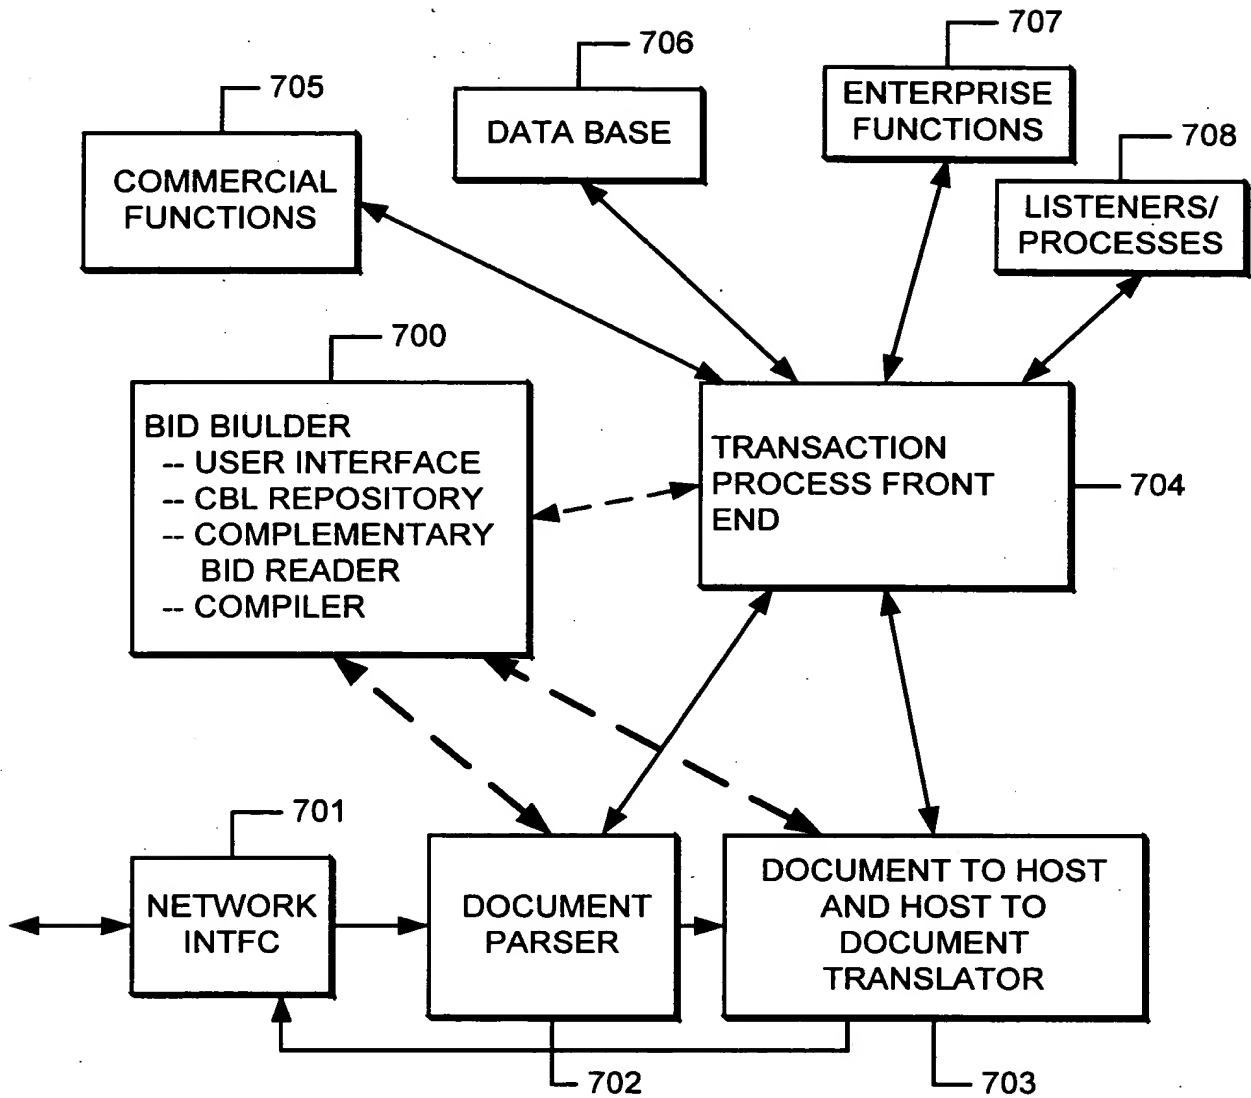 707
706
705
ENTERPRISE
FUNCTIONS
DATA BASE
708
COMMERCIAL
FUNCTIONS
LISTENERS/
PROCESSES
700
BID BIULDER
-- USER INTERFACE
-- CBL REPOSITORY
-- COMPLEMENTARY
BID READER
-- COMPILER
TRANSACTION
PROCESS FRONT
END
704
701
NETWORK
INTFC
DOCUMENT
PARSER
DOCUMENT TO HOST
AND HOST TO
DOCUMENT
TRANSLATOR
702
703